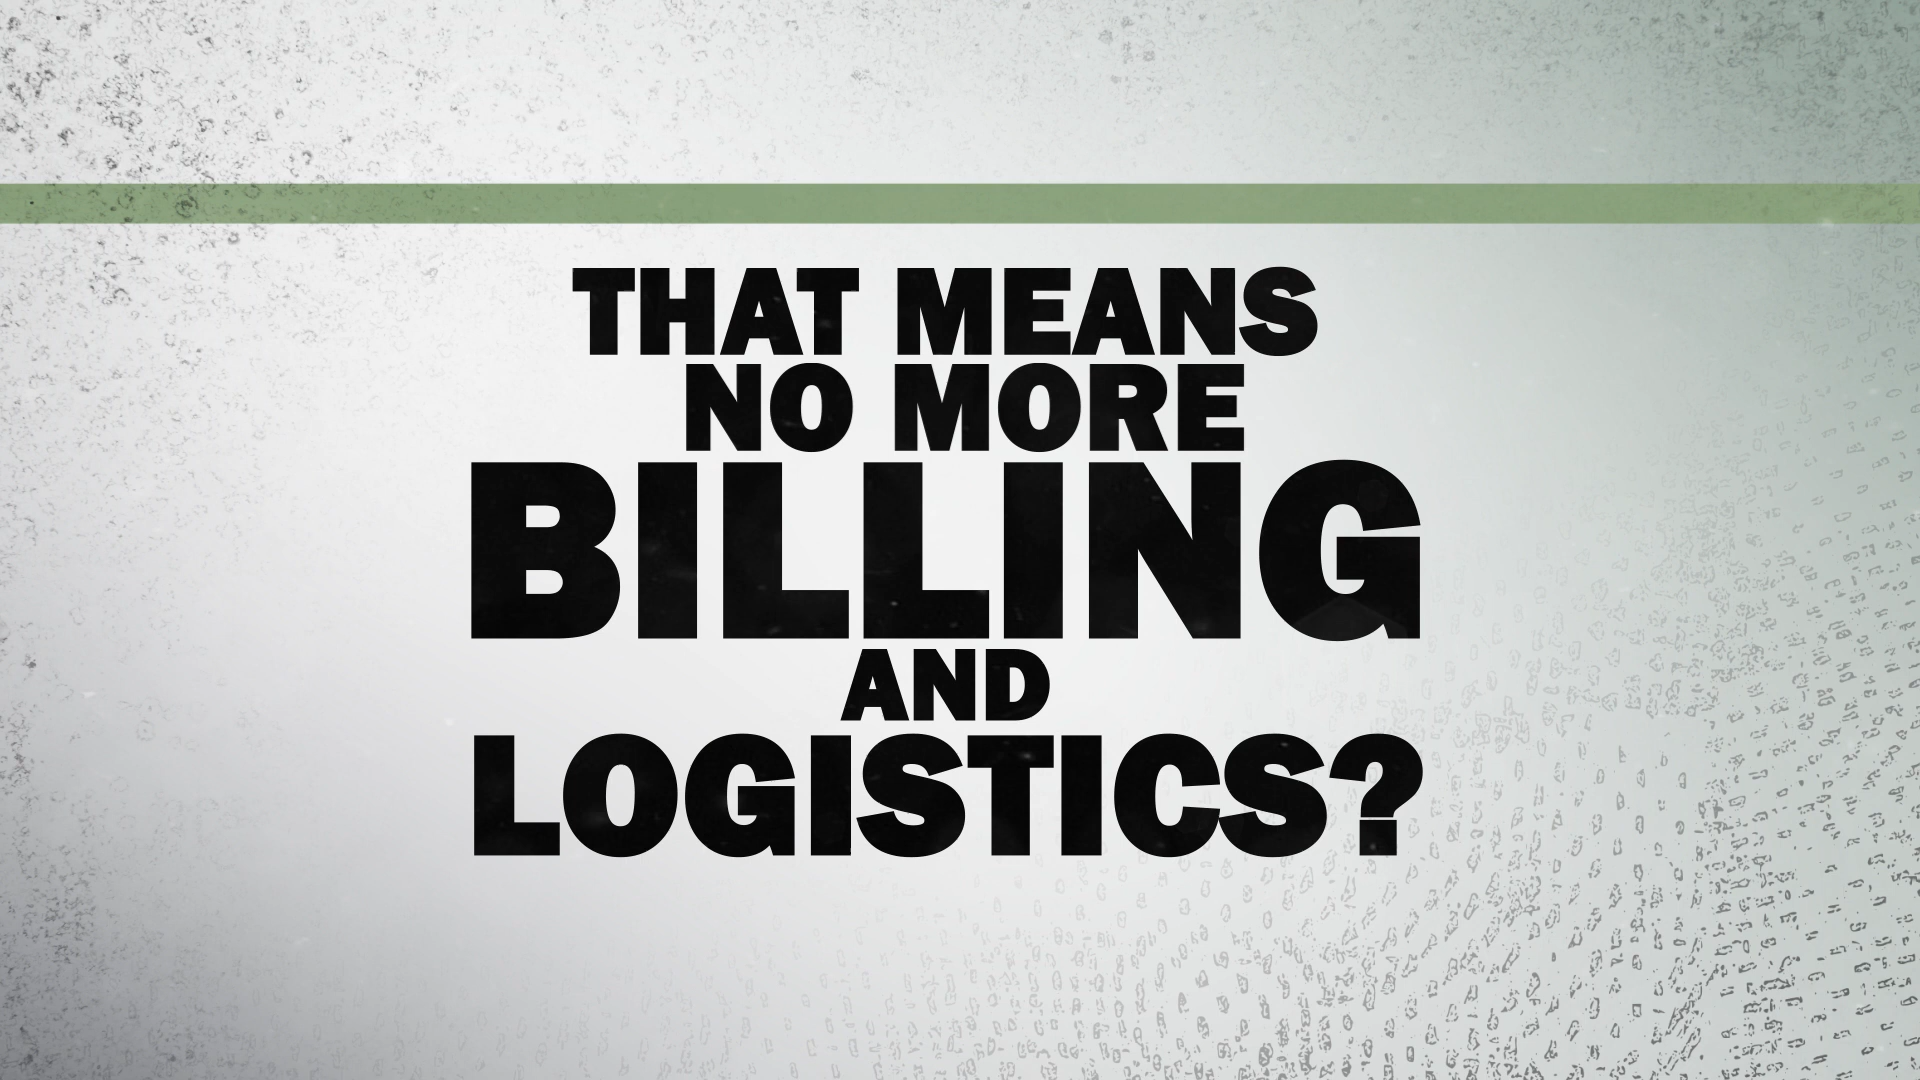 THAT MEANS
NO MORE
BILLING
AND
LOGISTICS?